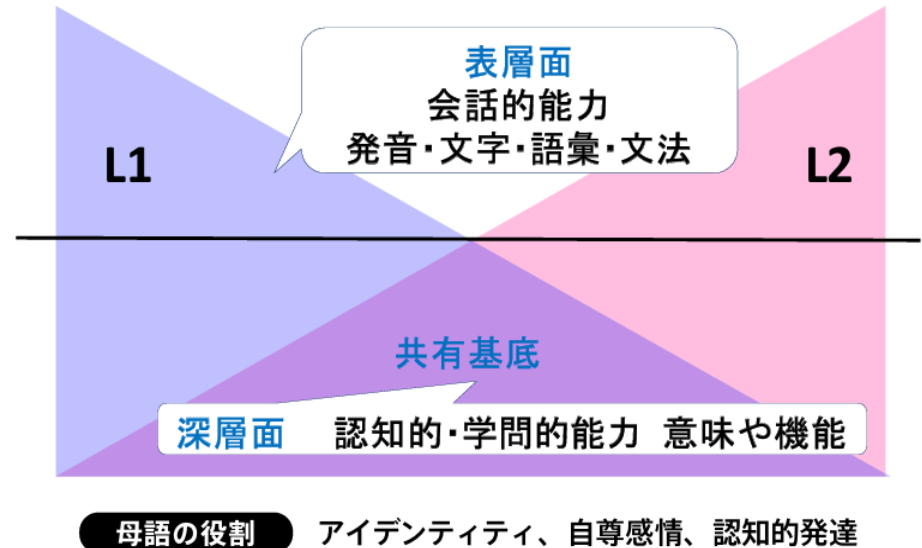 表層面
会話的能力
発音・文字・語彙・文法
L1
L2
共有基底
深層面 認知的・学問的能力 意味や機能
母語の役割 アイデンティティ、自尊感情、認知的発達